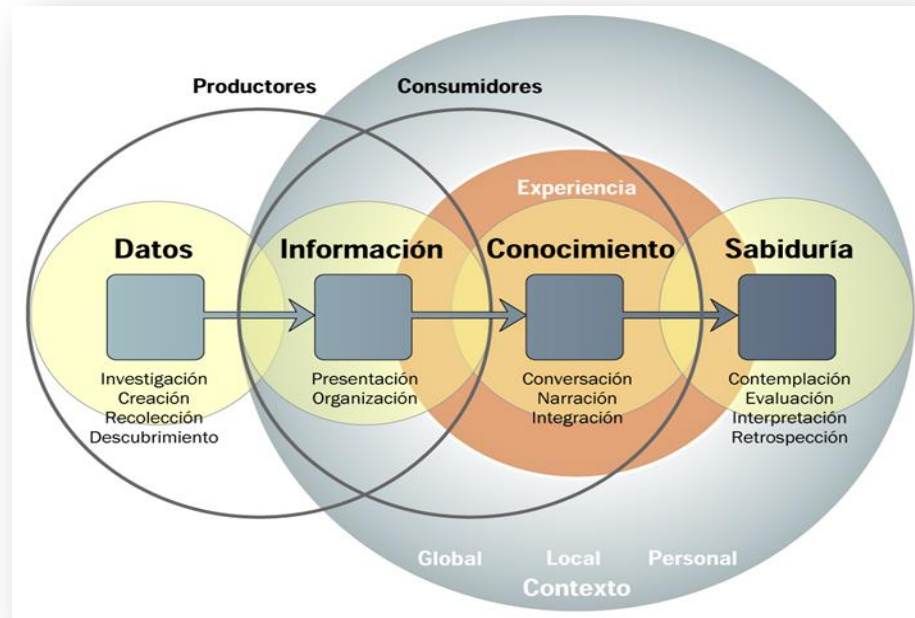 Productores
Consumidores
Experiencia
Datos
Información
Conocimiento
Sabiduría
Investigación
Creación
Recolección
Descubrimiento
Presentación
Organización
Conversación
Narración
Integración
Contemplación
Evaluación
Interpretación
Retrospección
Global
Local
Personal
Contexto